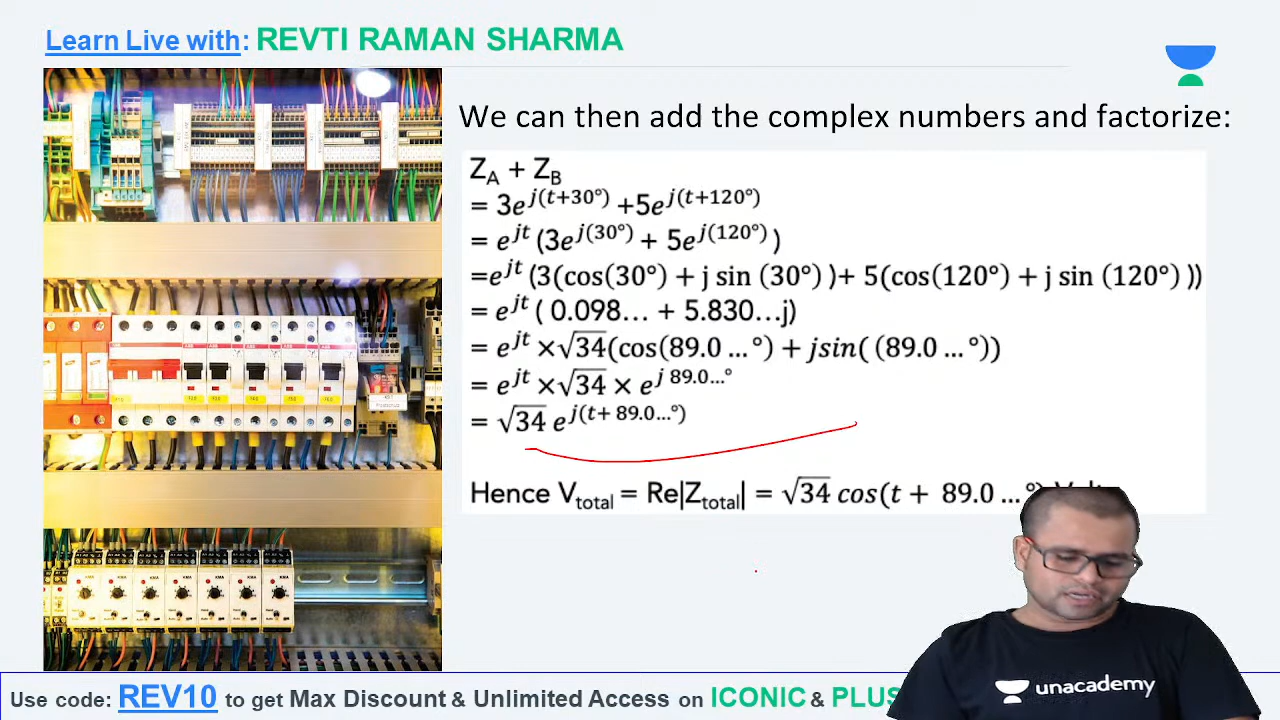 Learn Live with: REVTI RAMAN SHARMA
We can then add the complex numbers and factorize:
Z_A + Z_B
= 3e^{j(t+30°)} +5e^{j(t+120°)}
= e^{jt} (3e^{j(30°)} + 5e^{j(120°)})
=e^{jt} (3(cos(30°) + j sin (30°) )+ 5(cos(120°) + j sin (120°) ))
= e^{jt} ( 0.098... + 5.830...j)
= e^{jt} ×√34(cos(89.0 ...°) + jsin( (89.0 ...°))
= e^{jt} ×√34 × e^{j 89.0...°}
= √34 e^{j(t+ 89.0...°)}
Hence V_total = Re|Z_total| = √34 cos(t + 89.0 ...°)
unacademy
Use code: REV10 to get Max Discount & Unlimited Access on ICONIC & PLUS